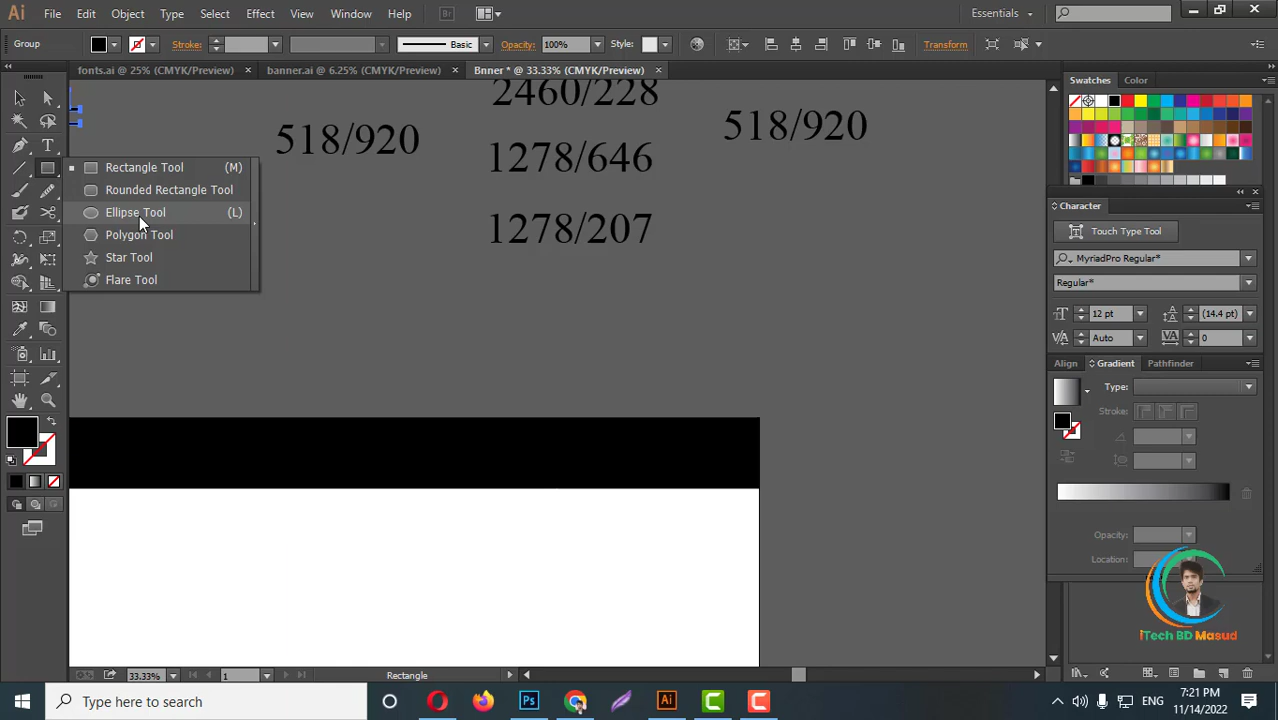 Ai File Edit Object Type Select Effect View Window Help Br Essentials
Group Stroke: Basic Opacity: 100% Style: Transform
fonts.ai @ 25% (CMYK/Preview) × banner.ai @ 6.25% (CMYK/Preview) × Bnner * @ 33.33% (CMYK/Preview) ×
Swatches Color
2460/228
518/920
518/920
1278/646
1278/207
Rectangle Tool (M)
Rounded Rectangle Tool
Ellipse Tool (L)
Polygon Tool
Star Tool
Flare Tool
Character
Touch Type Tool
MyriadPro Regular*
Regular*
12 pt (14.4 pt)
Auto 0
Align Gradient Pathfinder
Type:
Stroke:
Opacity:
Location:
iTech BD Masud
33.33% 1 Rectangle
Type here to search
Ps Ai
ENG
7:21 PM
11/14/2022